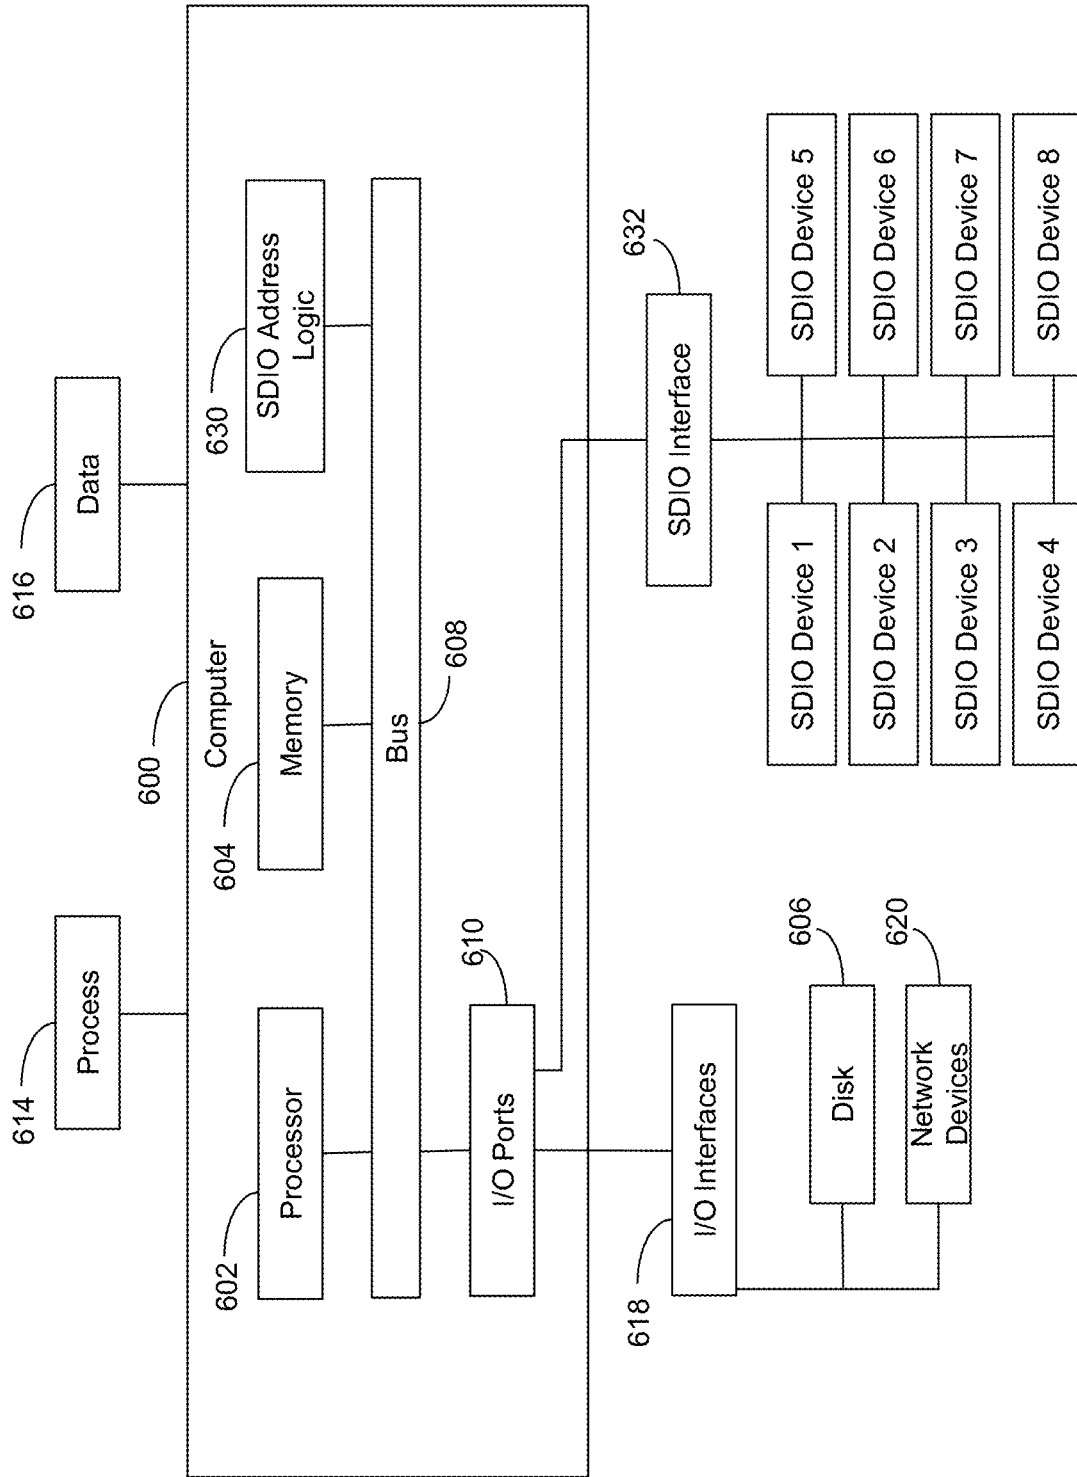 614
Process
616
Data
600
Computer
602
Processor
604
Memory
630
SDIO Address
Logic
Bus
608
I/O Ports
610
618
I/O Interfaces
Disk
606
Network
Devices
620
SDIO Interface
632
SDIO Device 1
SDIO Device 5
SDIO Device 2
SDIO Device 6
SDIO Device 3
SDIO Device 7
SDIO Device 4
SDIO Device 8